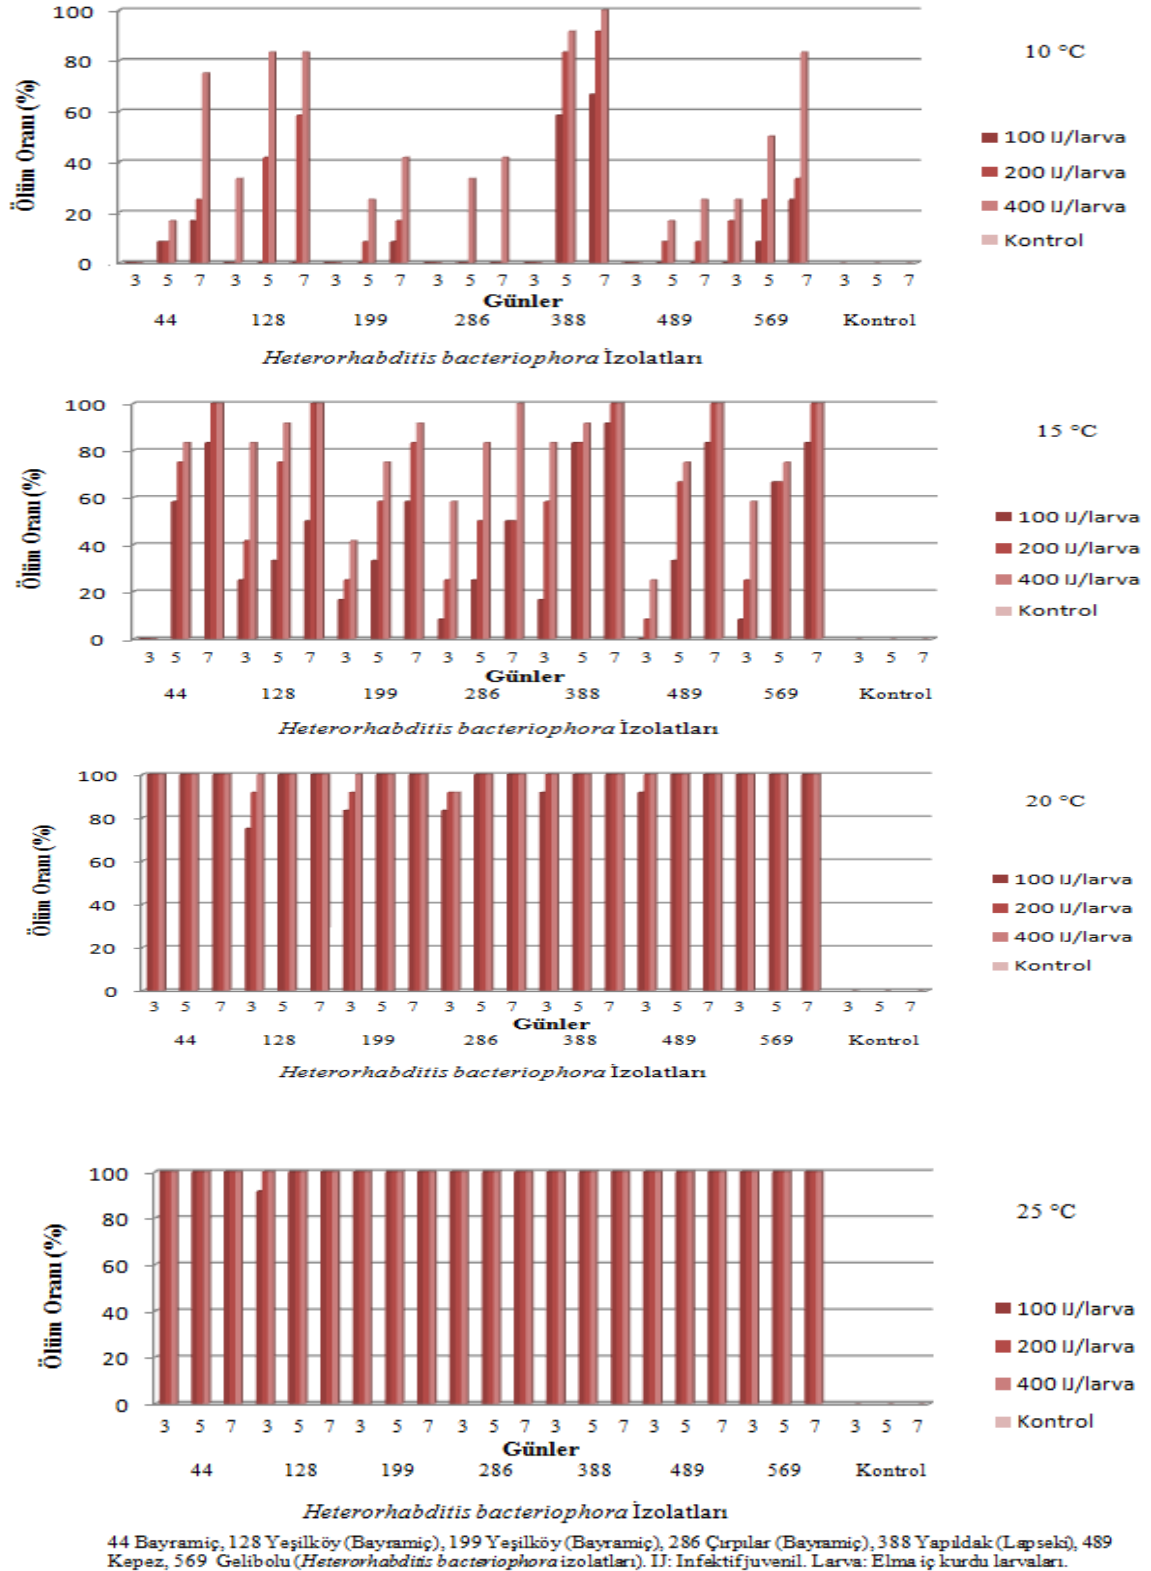 100
80
60
40
20
0
Ölüm Oranı (%)
10 °C
100 IJ/larva
200 IJ/larva
400 IJ/larva
Kontrol
3 5 7 3 5 7 3 5 7 3 5 7 3 5 7 3 5 7 3 5 7 3 5 7
Günler
44 128 199 286 388 489 569 Kontrol
Heterorhabditis bacteriophora İzolatları
100
80
60
40
20
0
Ölüm Oranı (%)
15 °C
100 IJ/larva
200 IJ/larva
400 IJ/larva
Kontrol
3 5 7 3 5 7 3 5 7 3 5 7 3 5 7 3 5 7 3 5 7 3 5 7
Günler
44 128 199 286 388 489 569 Kontrol
Heterorhabditis bacteriophora İzolatları
100
80
60
40
20
0
Ölüm Oranı (%)
20 °C
100 IJ/larva
200 IJ/larva
400 IJ/larva
Kontrol
3 5 7 3 5 7 3 5 7 3 5 7 3 5 7 3 5 7 3 5 7 3 5 7
Günler
44 128 199 286 388 489 569 Kontrol
Heterorhabditis bacteriophora İzolatları
100
80
60
40
20
0
Ölüm Oranı (%)
25 °C
100 IJ/larva
200 IJ/larva
400 IJ/larva
Kontrol
3 5 7 3 5 7 3 5 7 3 5 7 3 5 7 3 5 7 3 5 7 3 5 7
Günler
44 128 199 286 388 489 569 Kontrol
Heterorhabditis bacteriophora İzolatları
44 Bayramiç, 128 Yeşilköy (Bayramiç), 199 Yeşilköy (Bayramiç), 286 Çırpılar (Bayramiç), 388 Yapıldak (Lapseki), 489
Kepez, 569 Gelibolu (Heterorhabditis bacteriophora izolatları). IJ: Infektif juvenil. Larva: Elma iç kurdu larvaları.